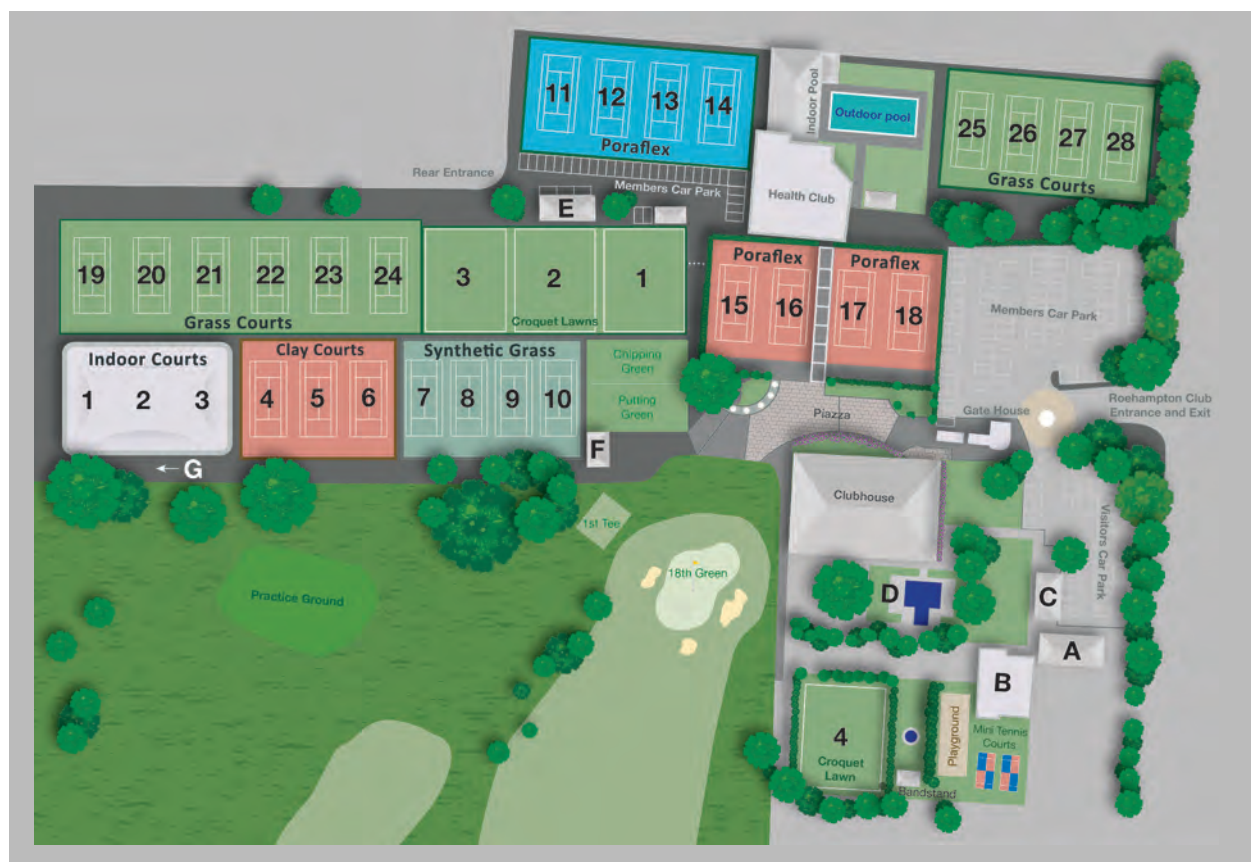 11
12
13
14
Poraflex
Indoor Pool
Outdoor pool
25
26
27
28
Grass Courts
Rear Entrance
Members Car Park
Health Club
E
19
20
21
22
23
24
Grass Courts
3
2
1
Croquet Lawns
Poraflex
Poraflex
15
16
17
18
Members Car Park
Indoor Courts
1
2
3
Clay Courts
4
5
6
Synthetic Grass
7
8
9
10
Chipping
Green
Putting
Green
Piazza
Gate House
Roehampton Club
Entrance and Exit
← G
F
1st Tee
18th Green
Practice Ground
Clubhouse
Visitors Car Park
D
C
A
B
4
Croquet
Lawn
Playground
Mini Tennis
Courts
Bandstand